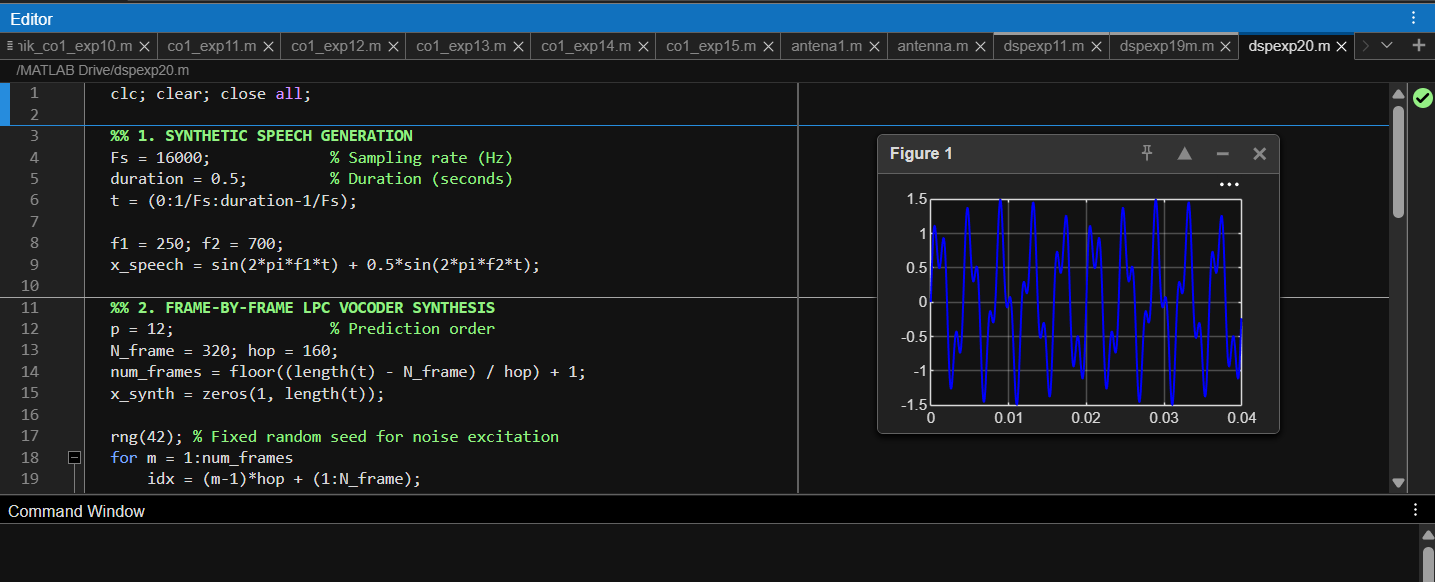 Editor
nik_co1_exp10.m co1_exp11.m co1_exp12.m co1_exp13.m co1_exp14.m co1_exp15.m antena1.m antenna.m dspexp11.m dspexp19m.m dspexp20.m
/MATLAB Drive/dspexp20.m
1 clc; clear; close all;
2
3 %% 1. SYNTHETIC SPEECH GENERATION
4 Fs = 16000; % Sampling rate (Hz)
5 duration = 0.5; % Duration (seconds)
6 t = (0:1/Fs:duration-1/Fs);
7
8 f1 = 250; f2 = 700;
9 x_speech = sin(2*pi*f1*t) + 0.5*sin(2*pi*f2*t);
10
11 %% 2. FRAME-BY-FRAME LPC VOCODER SYNTHESIS
12 p = 12; % Prediction order
13 N_frame = 320; hop = 160;
14 num_frames = floor((length(t) - N_frame) / hop) + 1;
15 x_synth = zeros(1, length(t));
16
17 rng(42); % Fixed random seed for noise excitation
18 for m = 1:num_frames
19 idx = (m-1)*hop + (1:N_frame);
Figure 1
1.5
1
0.5
0
-0.5
-1
-1.5
0 0.01 0.02 0.03 0.04
Command Window